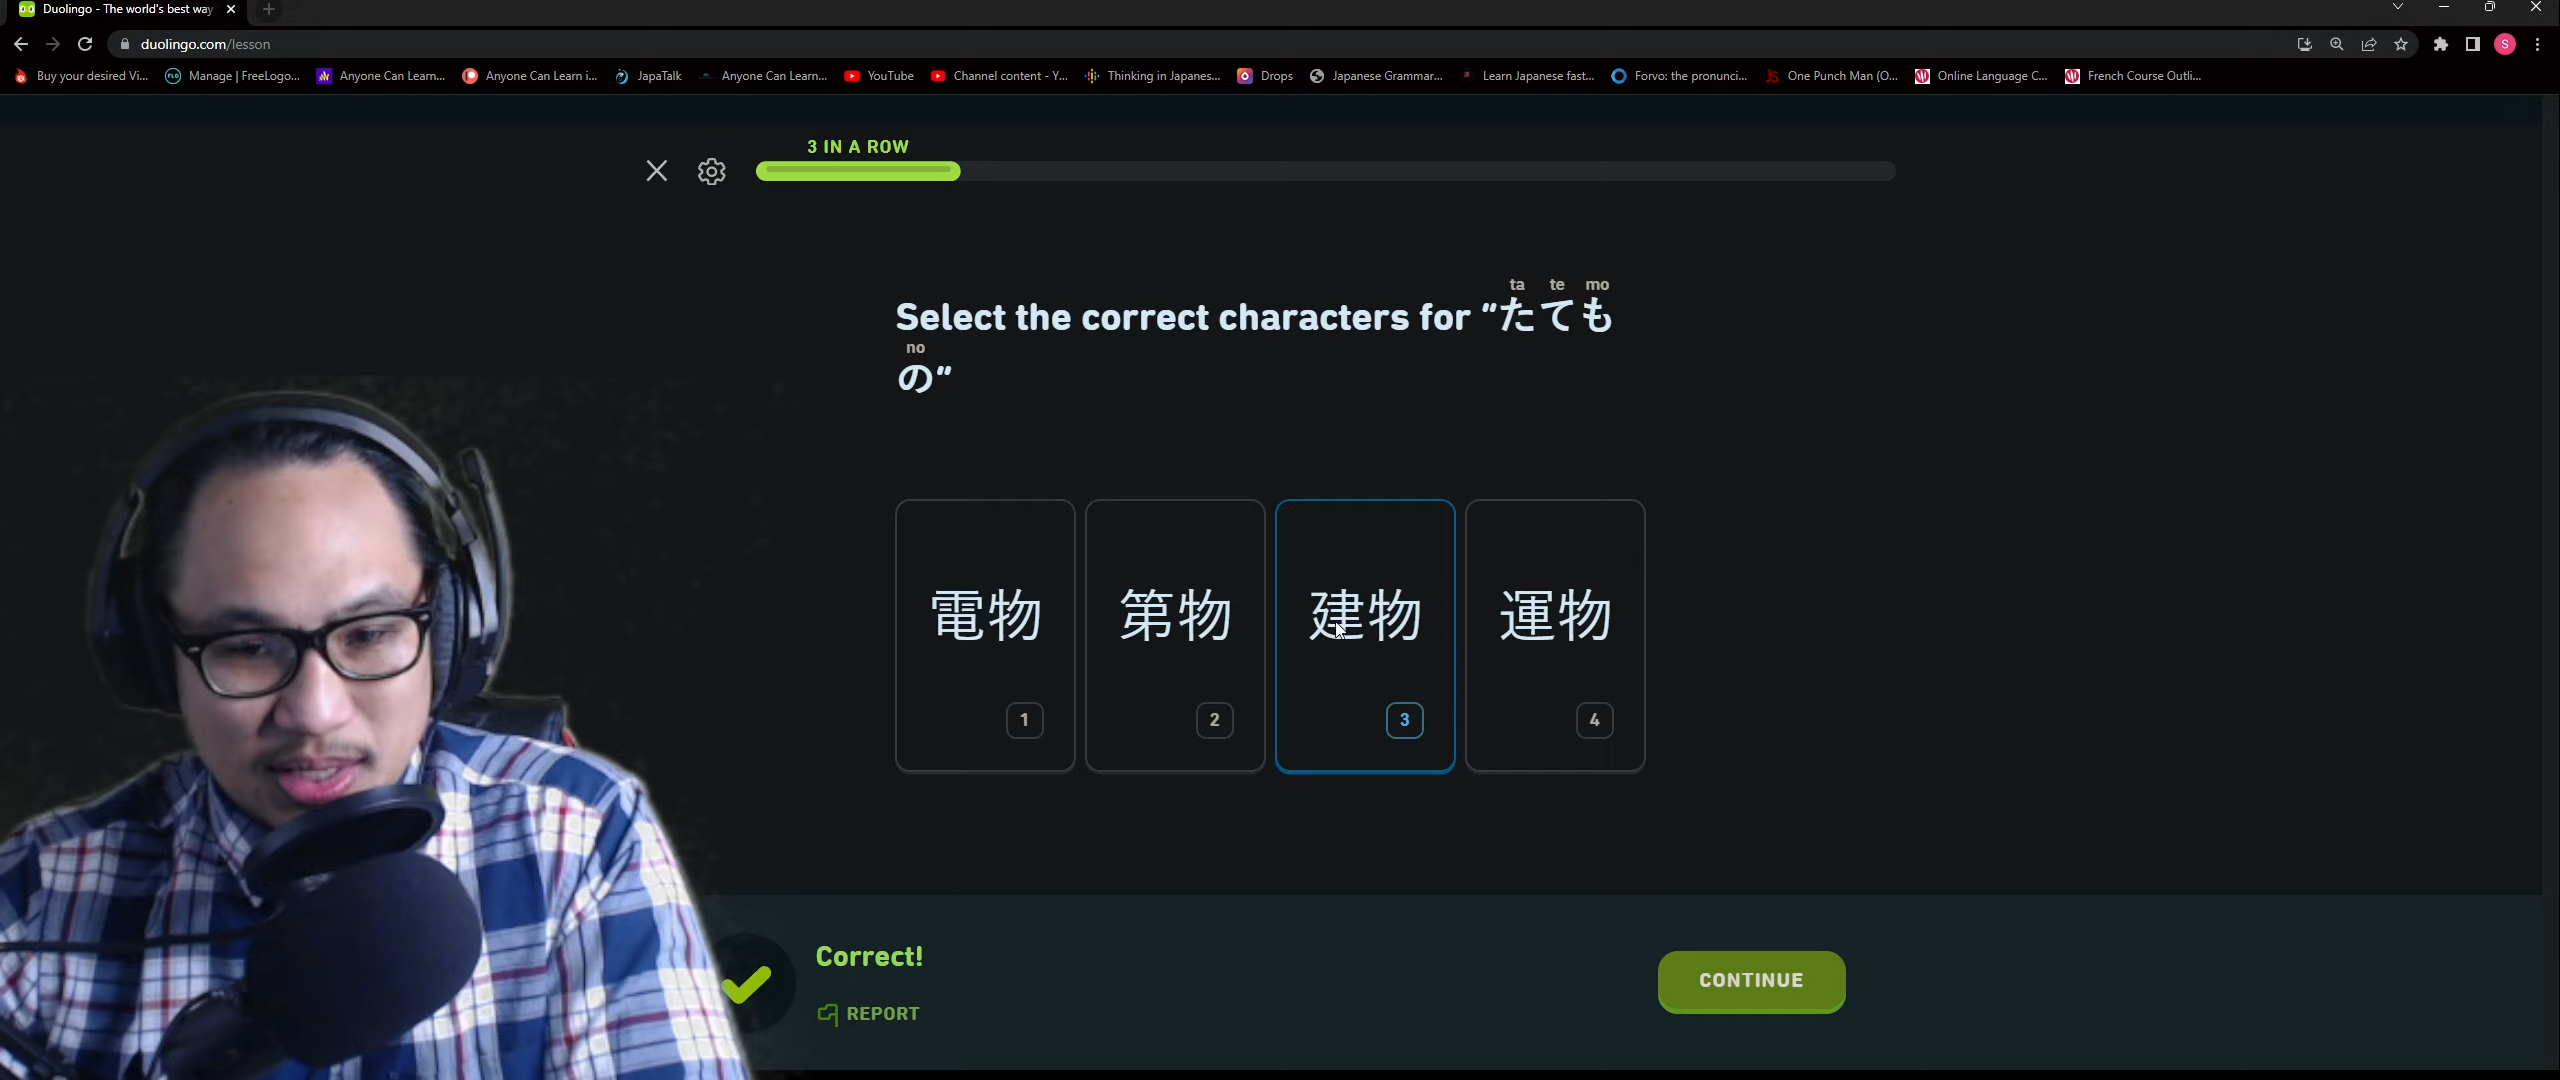 Duolingo - The world's best way
duolingo.com/lesson
Buy your desired Vi... Manage | FreeLogo... Anyone Can Learn... Anyone Can Learn i... JapaTalk Anyone Can Learn... YouTube Channel content - Y... Thinking in Japanes... Drops Japanese Grammar... Learn Japanese fast... Forvo: the pronunci... One Punch Man (O... Online Language C... French Course Outli...
3 IN A ROW
ta te mo
Select the correct characters for "たても
no
の"
電物 第物 建物 運物
1 2 3 4
Correct!
REPORT
CONTINUE